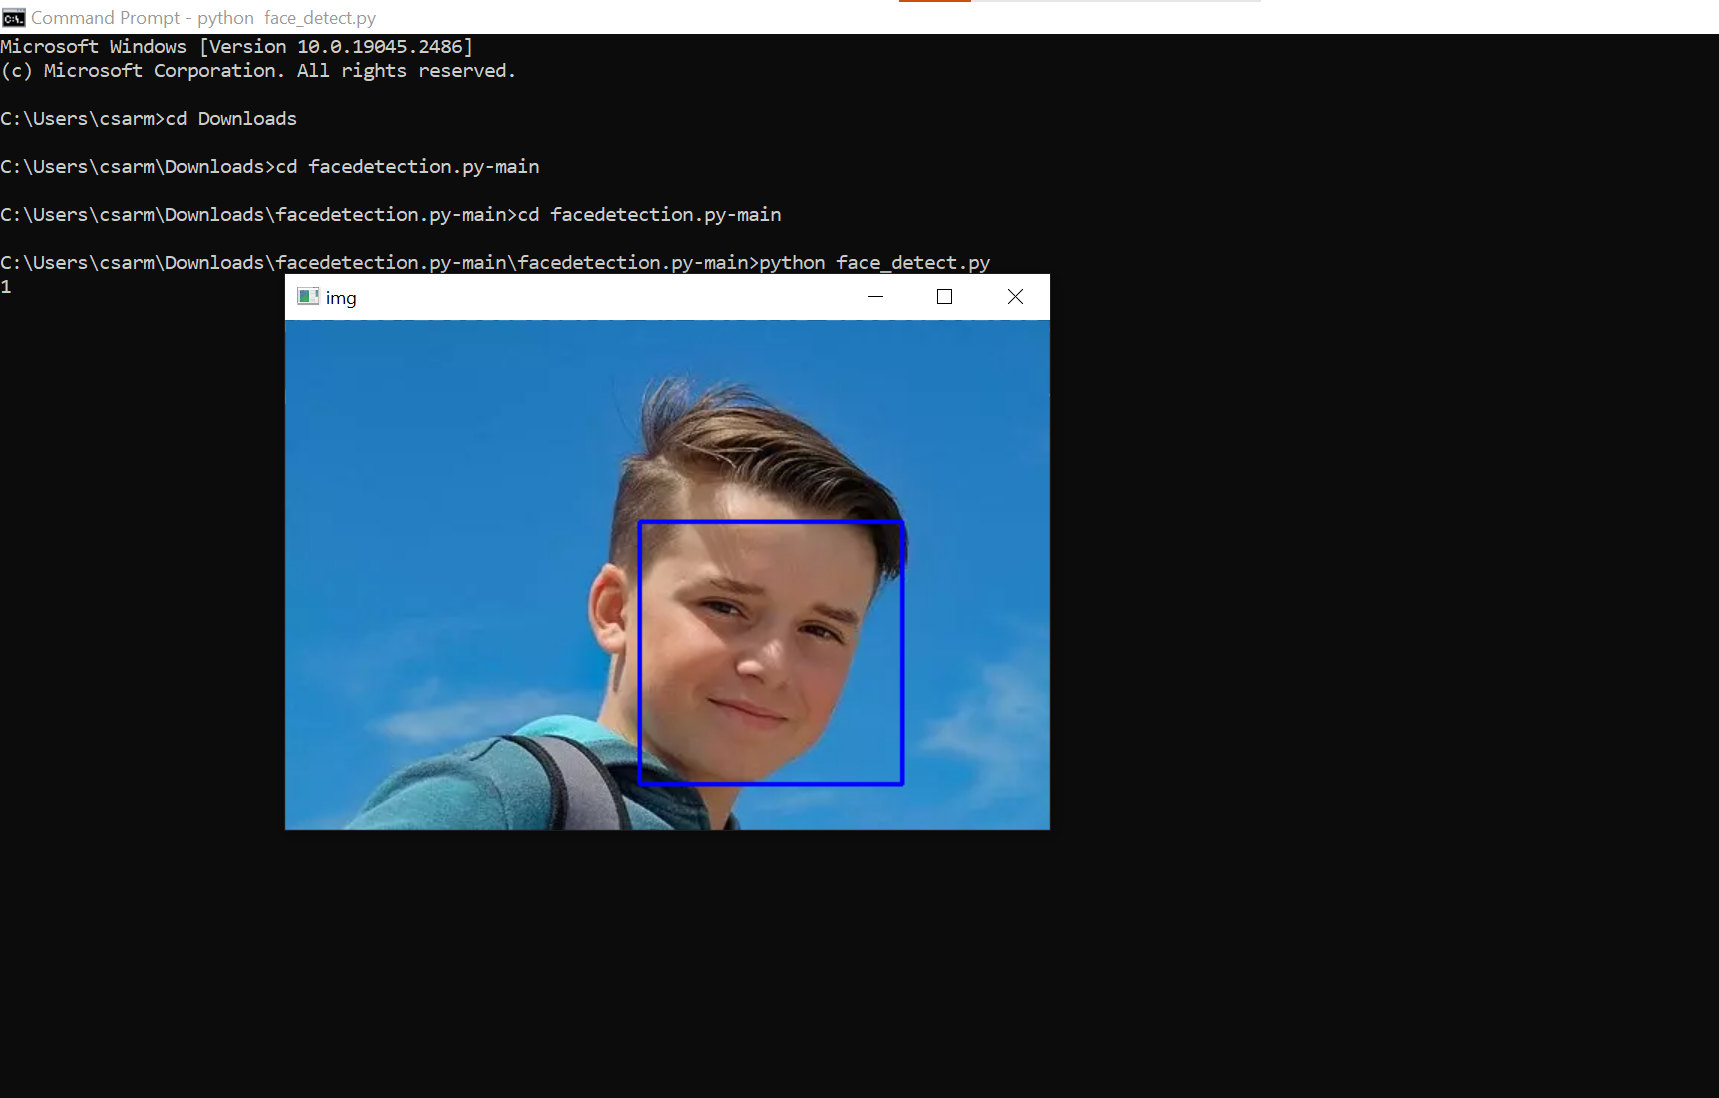 Command Prompt - python  face_detect.py
Microsoft Windows [Version 10.0.19045.2486]
(c) Microsoft Corporation. All rights reserved.
C:\Users\csarm>cd Downloads
C:\Users\csarm\Downloads>cd facedetection.py-main
C:\Users\csarm\Downloads\facedetection.py-main>cd facedetection.py-main
C:\Users\csarm\Downloads\facedetection.py-main\facedetection.py-main>python face_detect.py
1
img